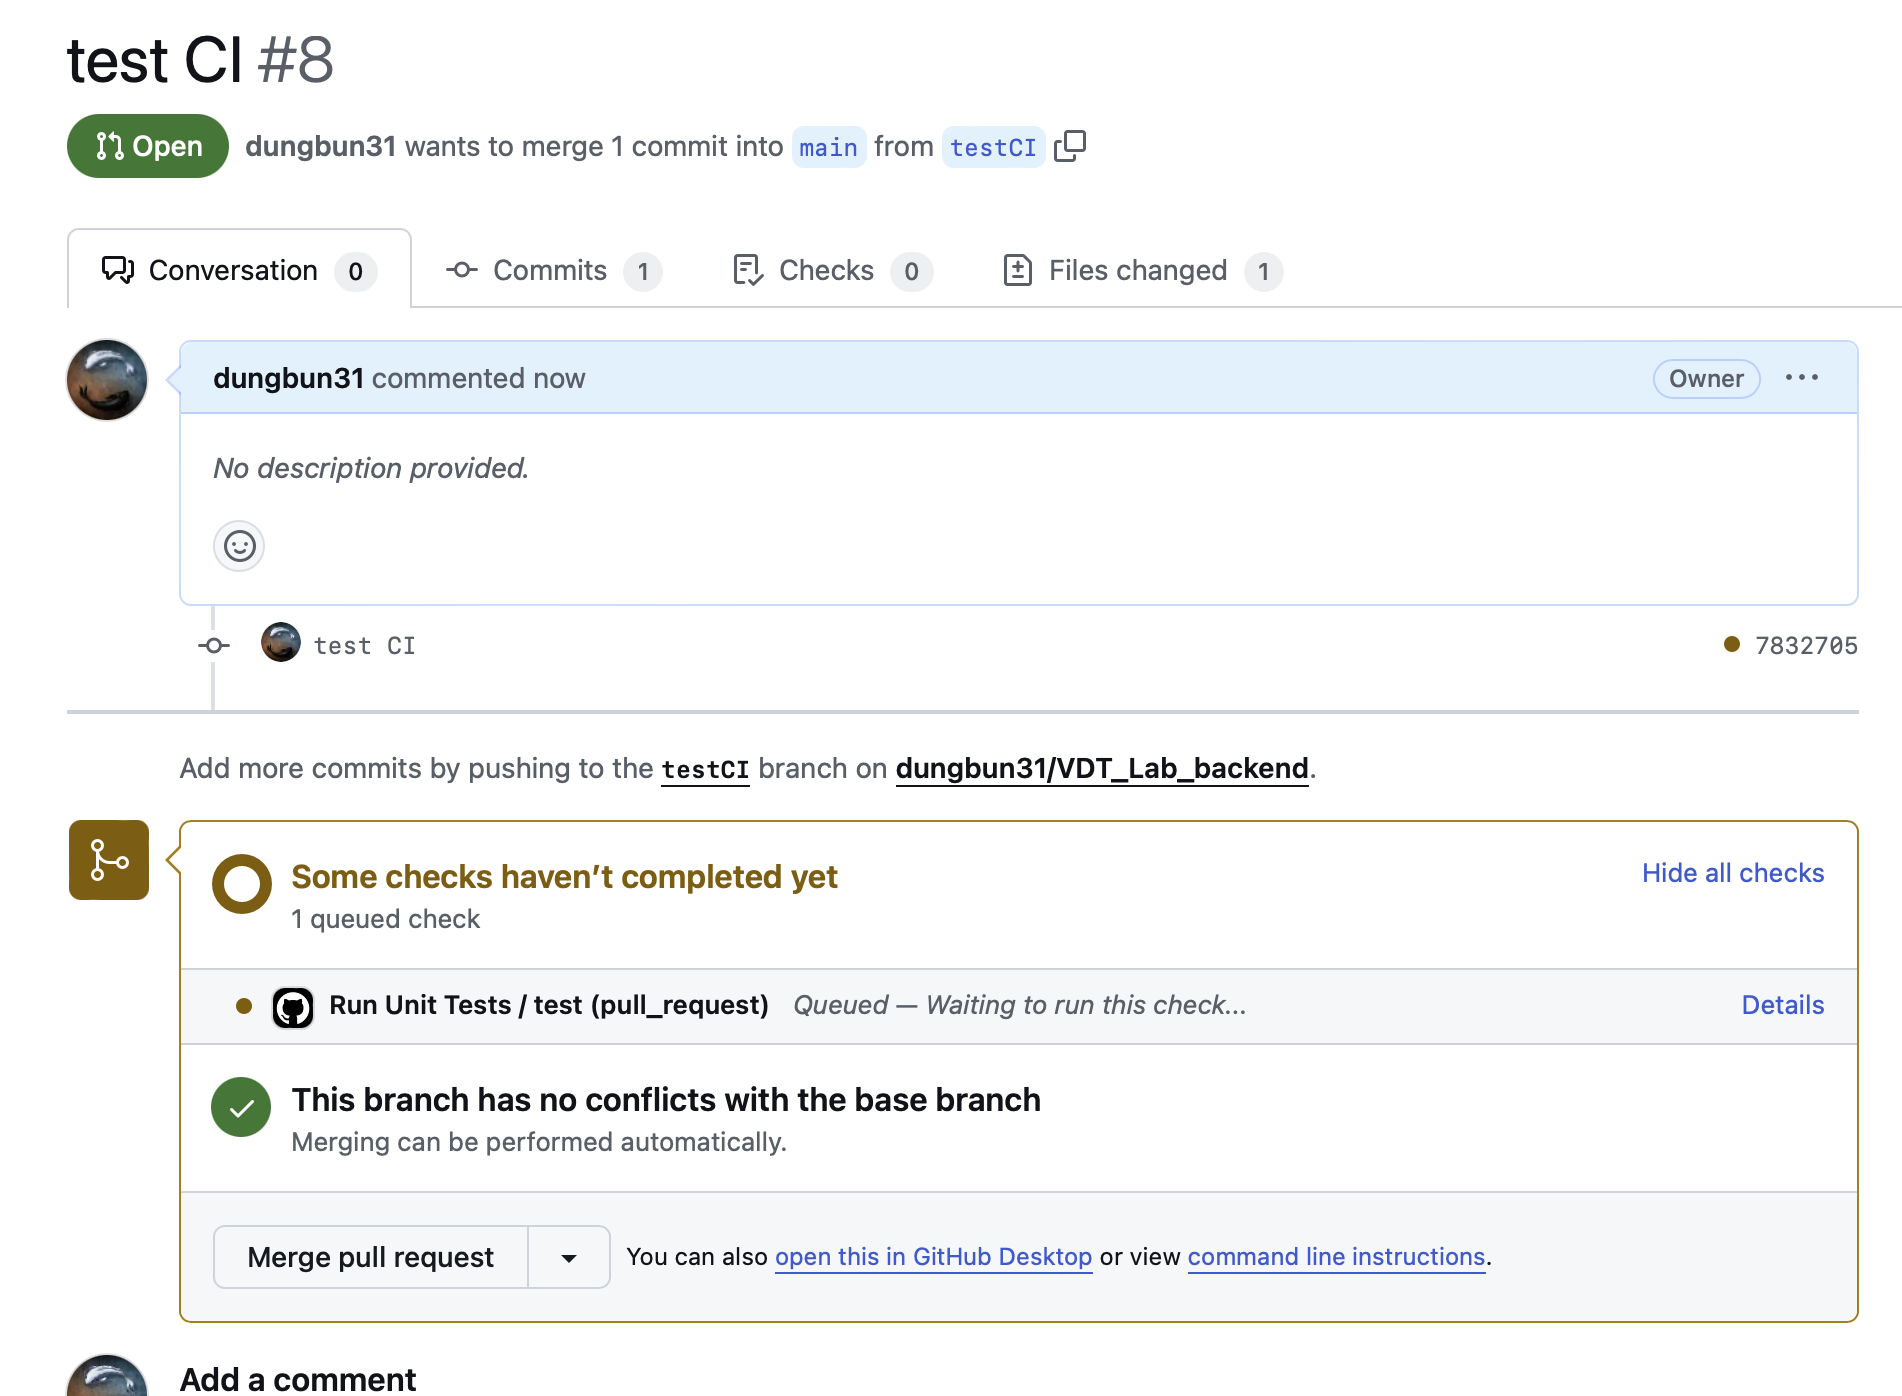 test CI #8
Open dungbun31 wants to merge 1 commit into main from testCI
Conversation 0 Commits 1 Checks 0 Files changed 1
dungbun31 commented now Owner
No description provided.
test CI 7832705
Add more commits by pushing to the testCI branch on dungbun31/VDT_Lab_backend.
Some checks haven’t completed yet Hide all checks
1 queued check
Run Unit Tests / test (pull_request) Queued — Waiting to run this check... Details
This branch has no conflicts with the base branch
Merging can be performed automatically.
Merge pull request You can also open this in GitHub Desktop or view command line instructions.
Add a comment